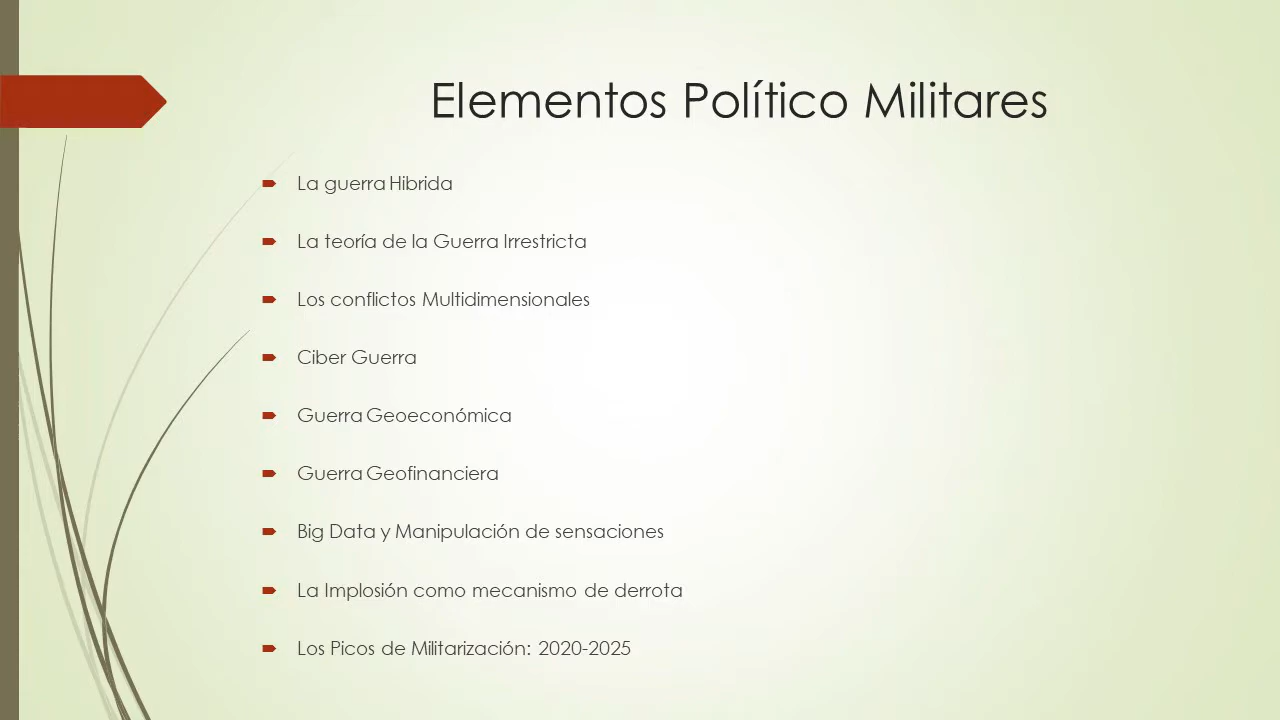 Elementos Político Militares
La guerra Hibrida
La teoría de la Guerra Irrestricta
Los conflictos Multidimensionales
Ciber Guerra
Guerra Geoeconómica
Guerra Geofinanciera
Big Data y Manipulación de sensaciones
La Implosión como mecanismo de derrota
Los Picos de Militarización: 2020-2025